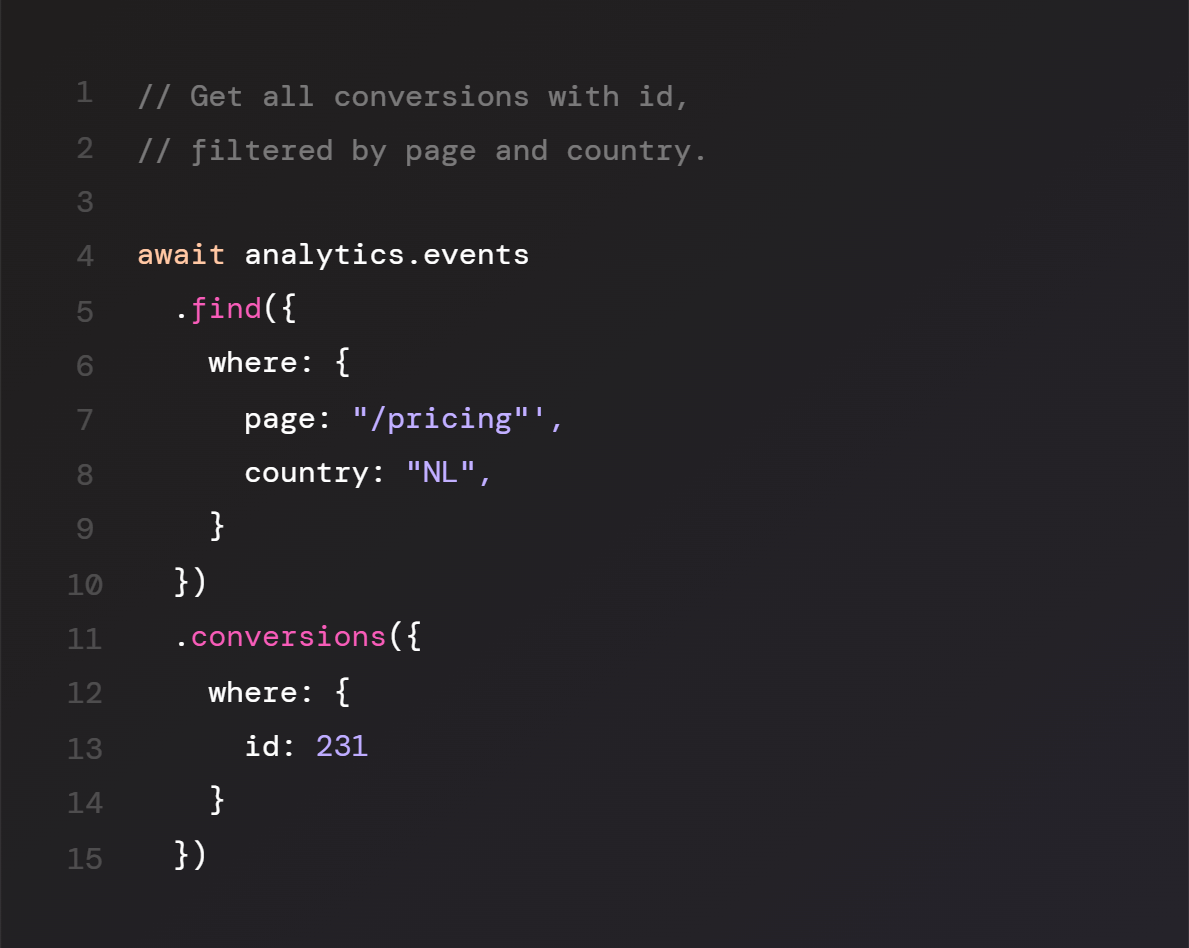 1 // Get all conversions with id,
2 // filtered by page and country.
3
4 await analytics.events
5   .find({
6     where: {
7       page: "/pricing"',
8       country: "NL",
9     }
10   })
11   .conversions({
12     where: {
13       id: 231
14     }
15   })